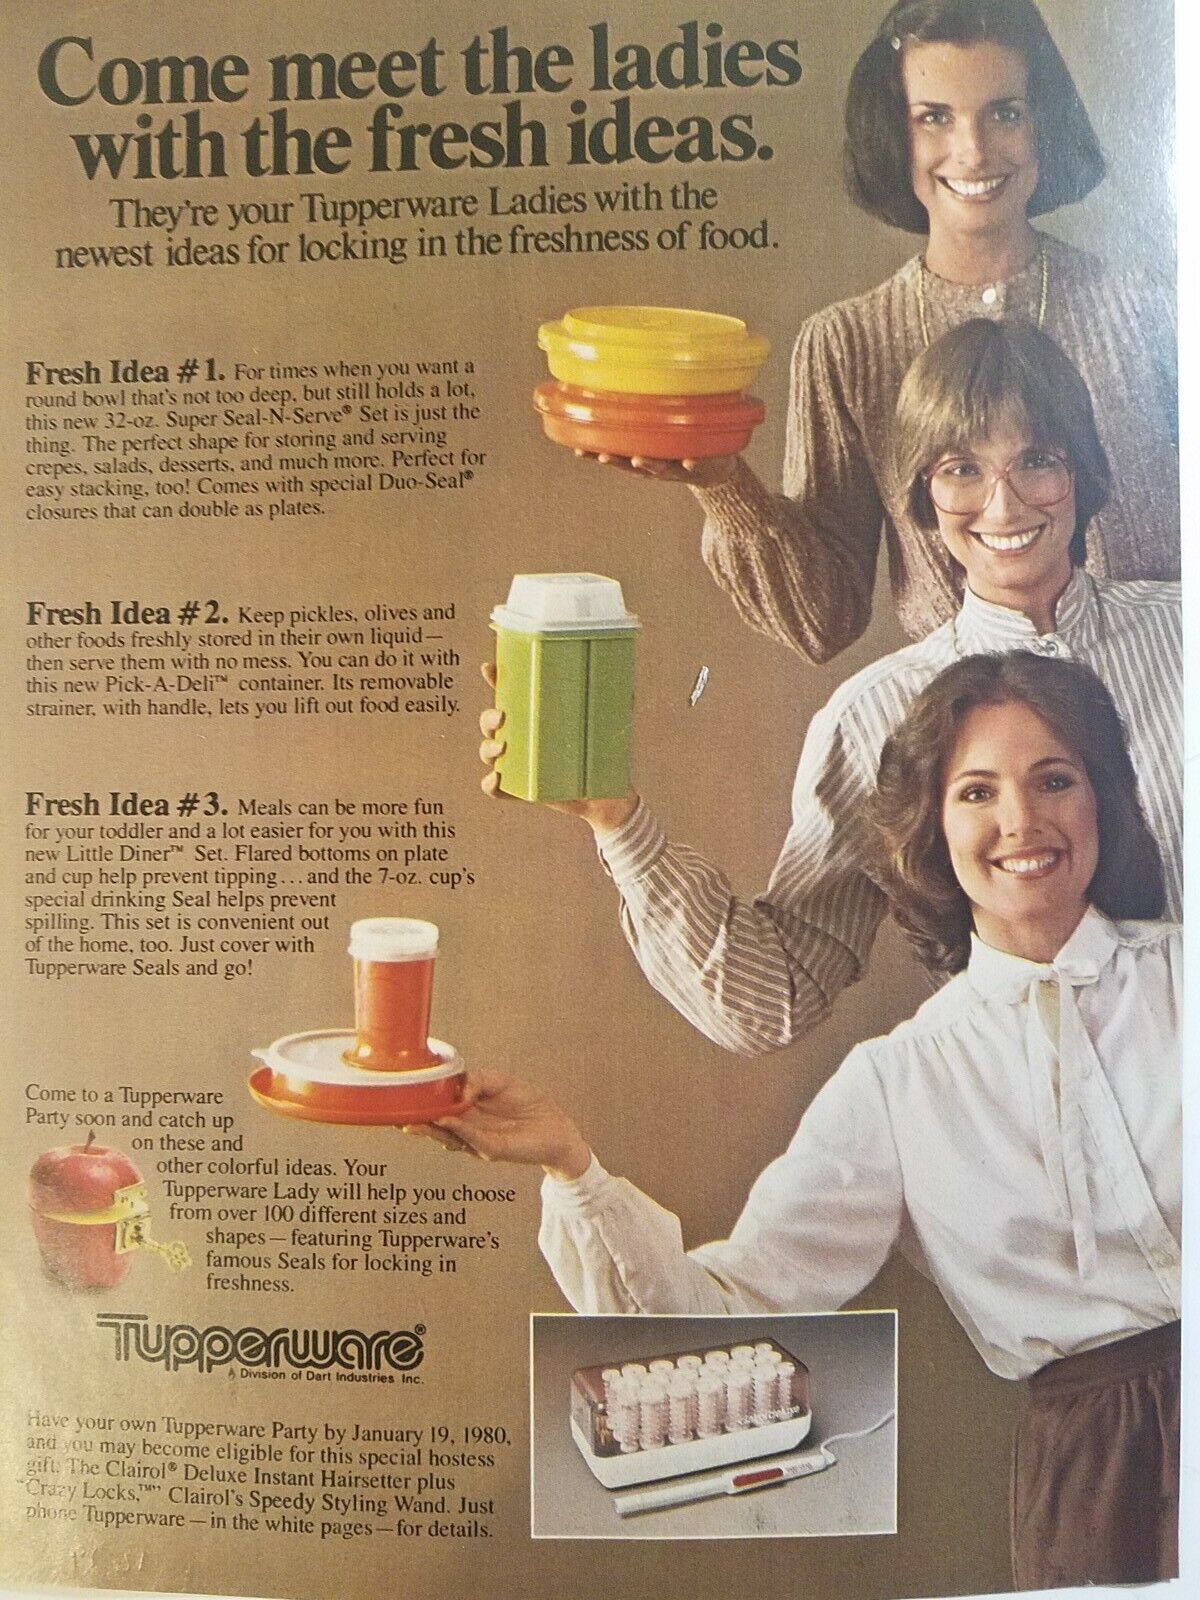 Come meet the ladies
with the fresh ideas.
They're your Tupperware Ladies with the
newest ideas for locking in the freshness of food.
Fresh Idea #1. For times when you want a
round bowl that's not too deep, but still holds a lot,
this new 32-oz. Super Seal-N-Serve® Set is just the
thing. The perfect shape for storing and serving
crepes, salads, desserts, and much more. Perfect for
easy stacking, too! Comes with special Duo-Seal®
closures that can double as plates.
Fresh Idea #2. Keep pickles, olives and
other foods freshly stored in their own liquid—
then serve them with no mess. You can do it with
this new Pick-A-Deli™ container. Its removable
strainer, with handle, lets you lift out food easily.
Fresh Idea #3. Meals can be more fun
for your toddler and a lot easier for you with this
new Little Diner™ Set. Flared bottoms on plate
and cup help prevent tipping...and the 7-oz. cup's
special drinking Seal helps prevent
spilling. This set is convenient out
of the home, too. Just cover with
Tupperware Seals and go!
Come to a Tupperware
Party soon and catch up
on these and
other colorful ideas. Your
Tupperware Lady will help you choose
from over 100 different sizes and
shapes—featuring Tupperware's
famous Seals for locking in
freshness.
Tupperware®
Division of Dart Industries Inc.
Have your own Tupperware Party by January 19, 1980,
and you may become eligible for this special hostess
gift: The Clairol® Deluxe Instant Hairsetter plus
"Crazy Locks,™" Clairol's Speedy Styling Wand. Just
phone Tupperware—in the white pages—for details.